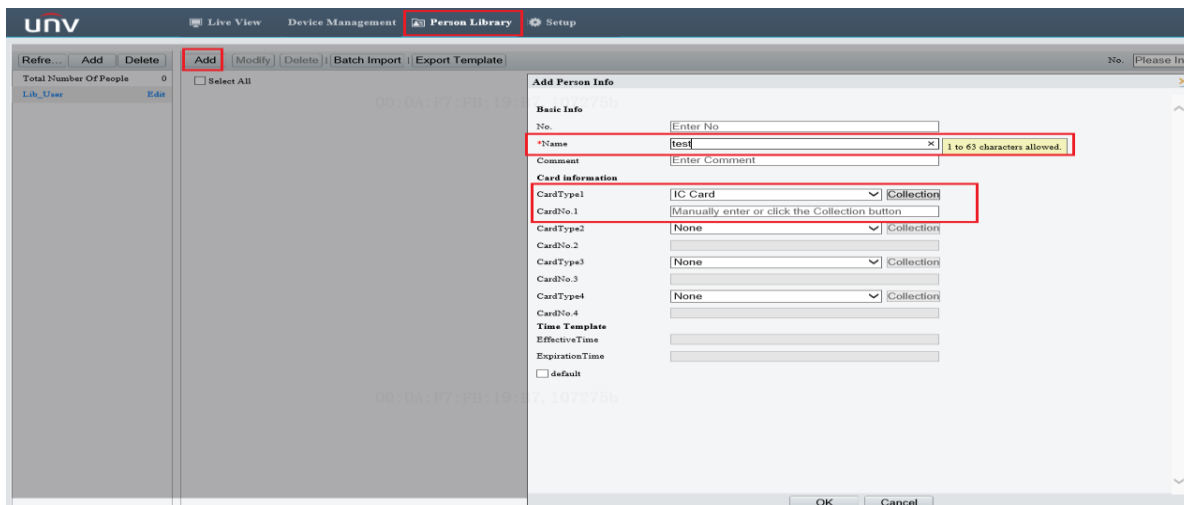 unv Live View Device Management Person Library Setup
Refre... Add Delete Add Modify Delete Batch Import Export Template No. Please In
Total Number Of People 0 Select All Add Person Info
Lib_User Edit
Basic Info
No. Enter No
*Name test × 1 to 63 characters allowed.
Comment Enter Comment
Card information
CardType1 IC Card Collection
CardNo.1 Manually enter or click the Collection button
CardType2 None Collection
CardNo.2
CardType3 None Collection
CardNo.3
CardType4 None Collection
CardNo.4
Time Template
EffectiveTime
ExpirationTime
default
OK Cancel